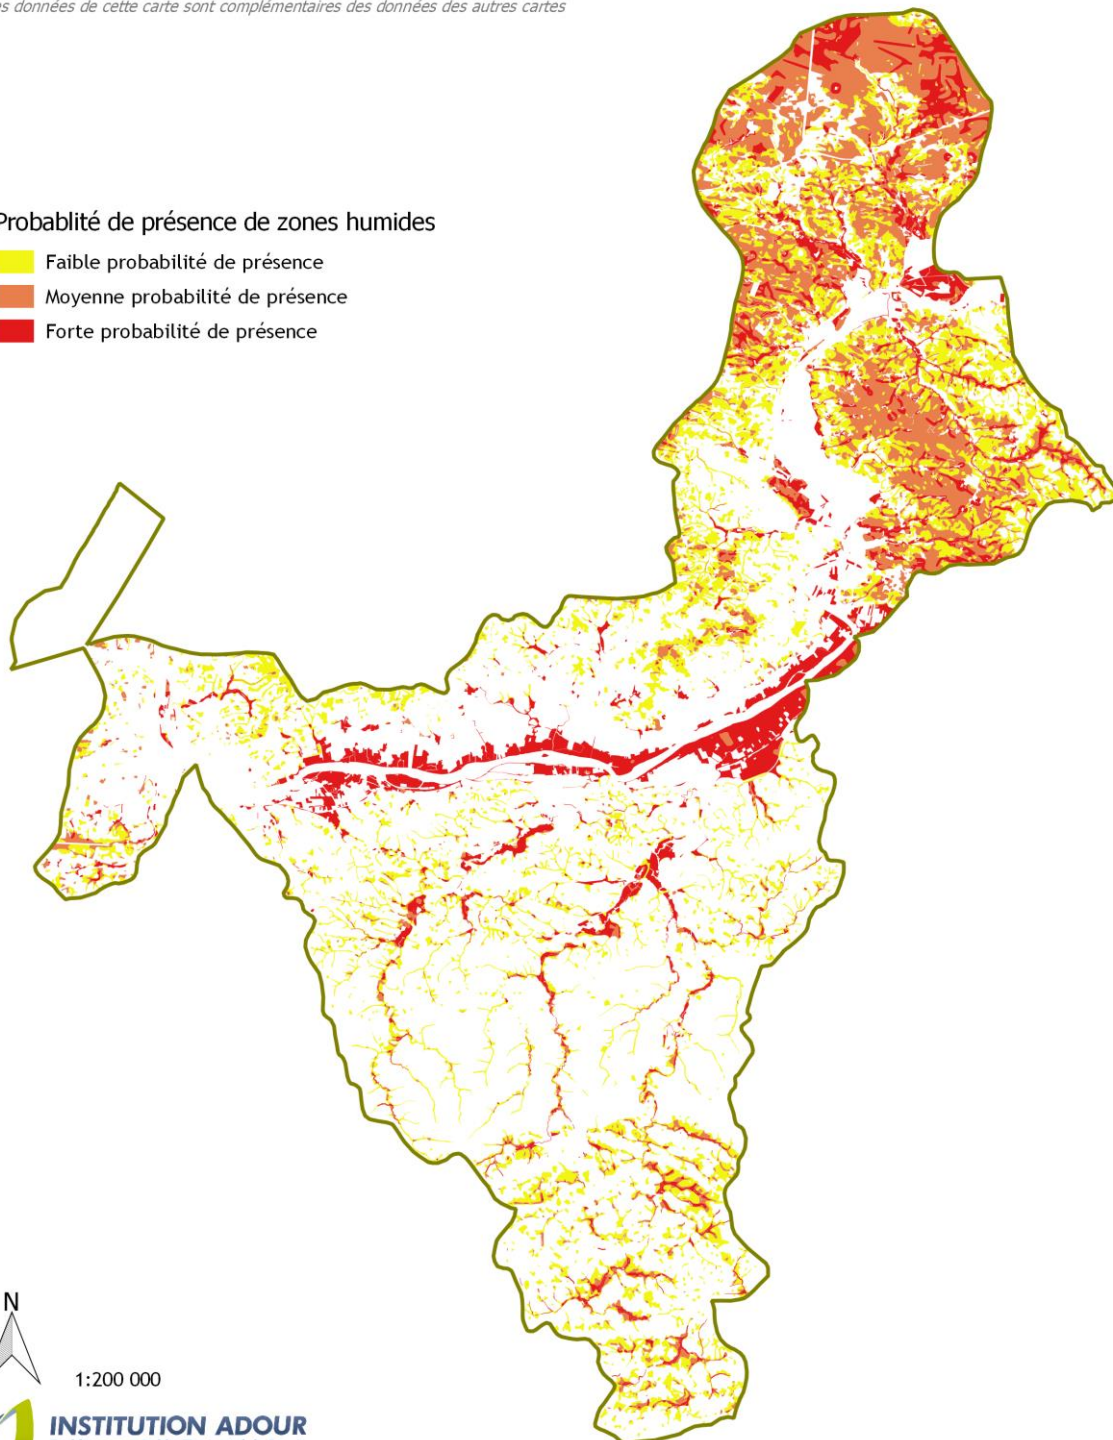 données de cette carte sont complémentaires des données des autres cartes
Probablité de présence de zones humides
Faible probabilité de présence
Moyenne probabilité de présence
Forte probabilité de présence
N
1:200 000
INSTITUTION ADOUR